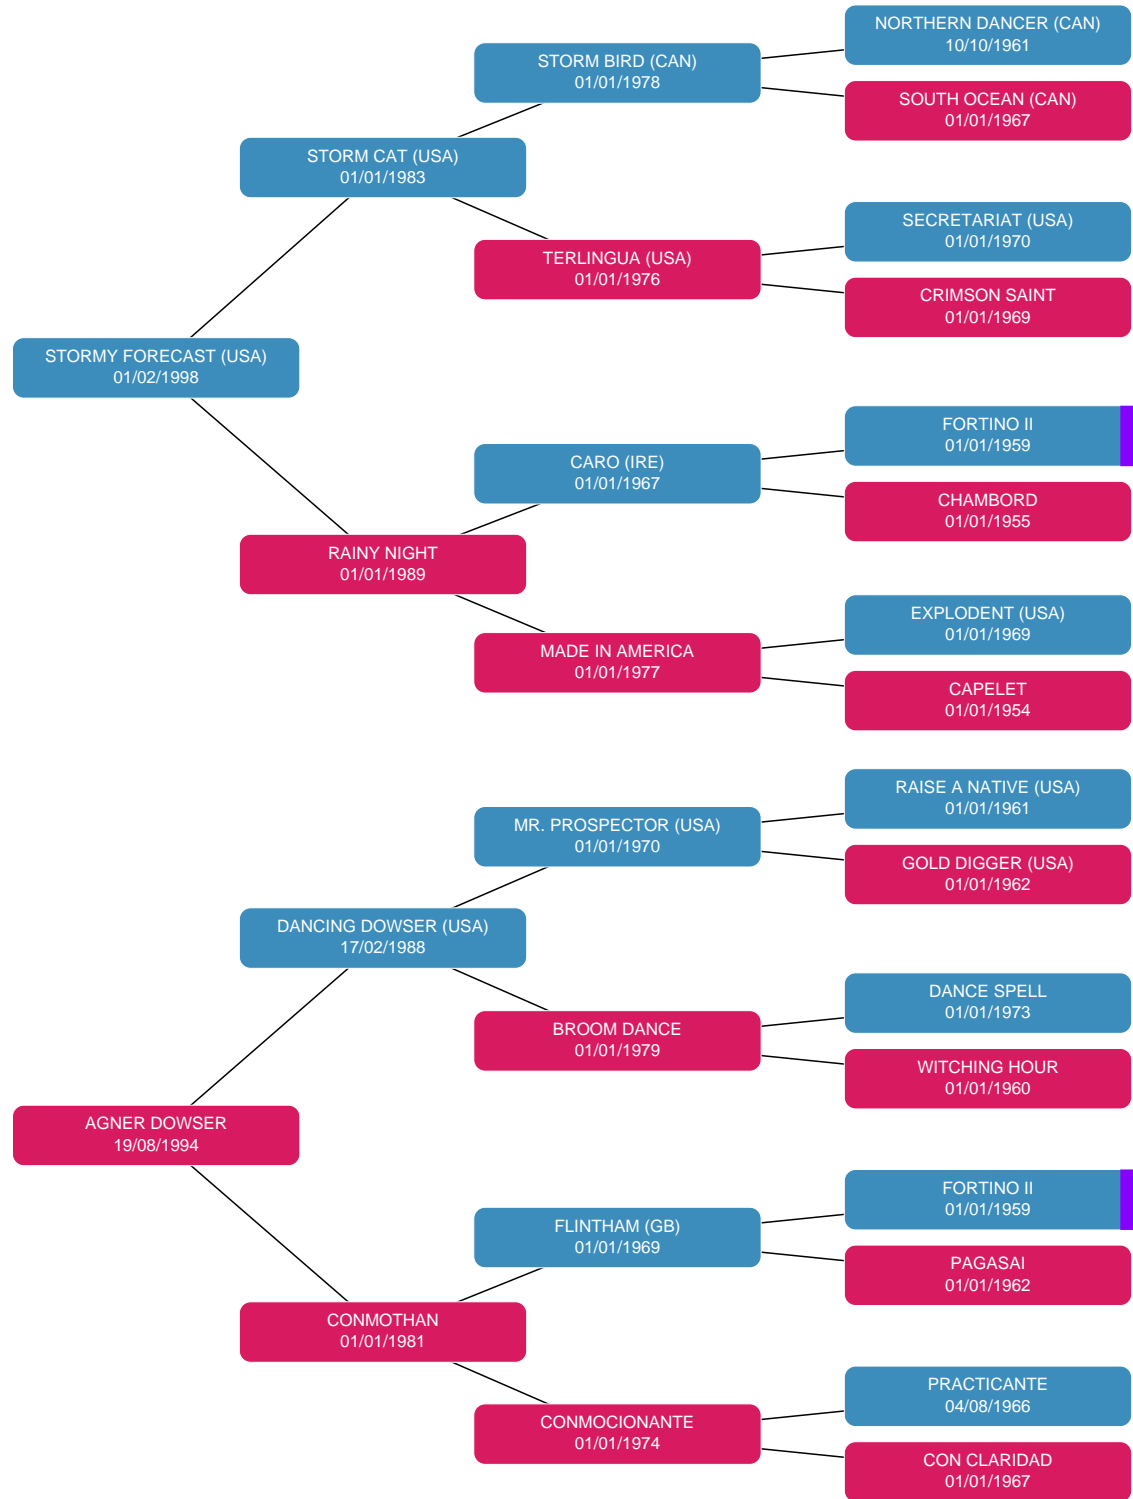 NORTHERN DANCER (CAN)
10/10/1961
STORM BIRD (CAN)
01/01/1978
SOUTH OCEAN (CAN)
01/01/1967
STORM CAT (USA)
01/01/1983
SECRETARIAT (USA)
01/01/1970
TERLINGUA (USA)
01/01/1976
CRIMSON SAINT
01/01/1969
STORMY FORECAST (USA)
01/02/1998
FORTINO II
01/01/1959
CARO (IRE)
01/01/1967
CHAMBORD
01/01/1955
RAINY NIGHT
01/01/1989
EXPLODENT (USA)
01/01/1969
MADE IN AMERICA
01/01/1977
CAPELET
01/01/1954
RAISE A NATIVE (USA)
01/01/1961
MR. PROSPECTOR (USA)
01/01/1970
GOLD DIGGER (USA)
01/01/1962
DANCING DOWSER (USA)
17/02/1988
DANCE SPELL
01/01/1973
BROOM DANCE
01/01/1979
WITCHING HOUR
01/01/1960
AGNER DOWSER
19/08/1994
FORTINO II
01/01/1959
FLINTHAM (GB)
01/01/1969
PAGASAI
01/01/1962
CONMOTHAN
01/01/1981
PRACTICANTE
04/08/1966
CONMOCIONANTE
01/01/1974
CON CLARIDAD
01/01/1967